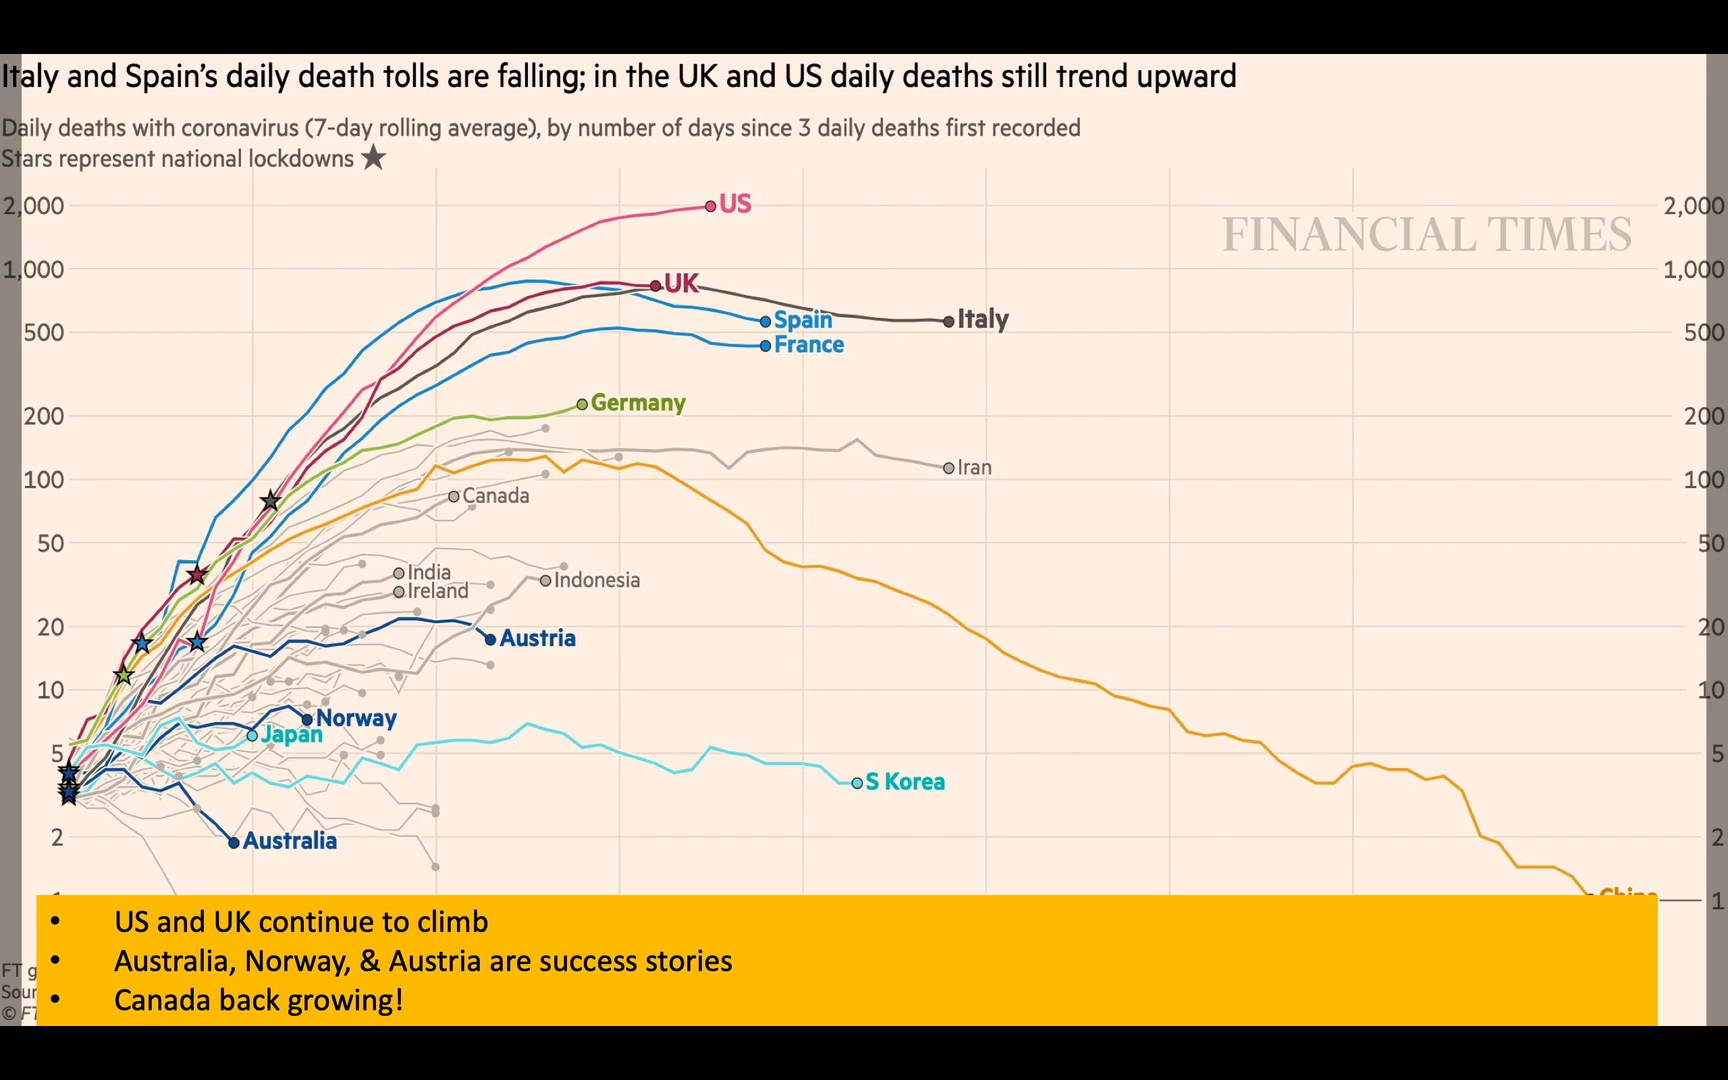 Italy and Spain's daily death tolls are falling; in the UK and US daily deaths still trend upward
Daily deaths with coronavirus (7-day rolling average), by number of days since 3 daily deaths first recorded
Stars represent national lockdowns ★
2,000 US 2,000
FINANCIAL TIMES
1,000 UK 1,000
Spain Italy
500 500
France
Germany
200 200
Iran
100 100
Canada
50 50
India
Indonesia
Ireland
20 20
Austria
10 10
Norway
Japan
5 5
S Korea
2 2
Australia
China
1
• US and UK continue to climb
• Australia, Norway, & Austria are success stories
FT
• Canada back growing!
©